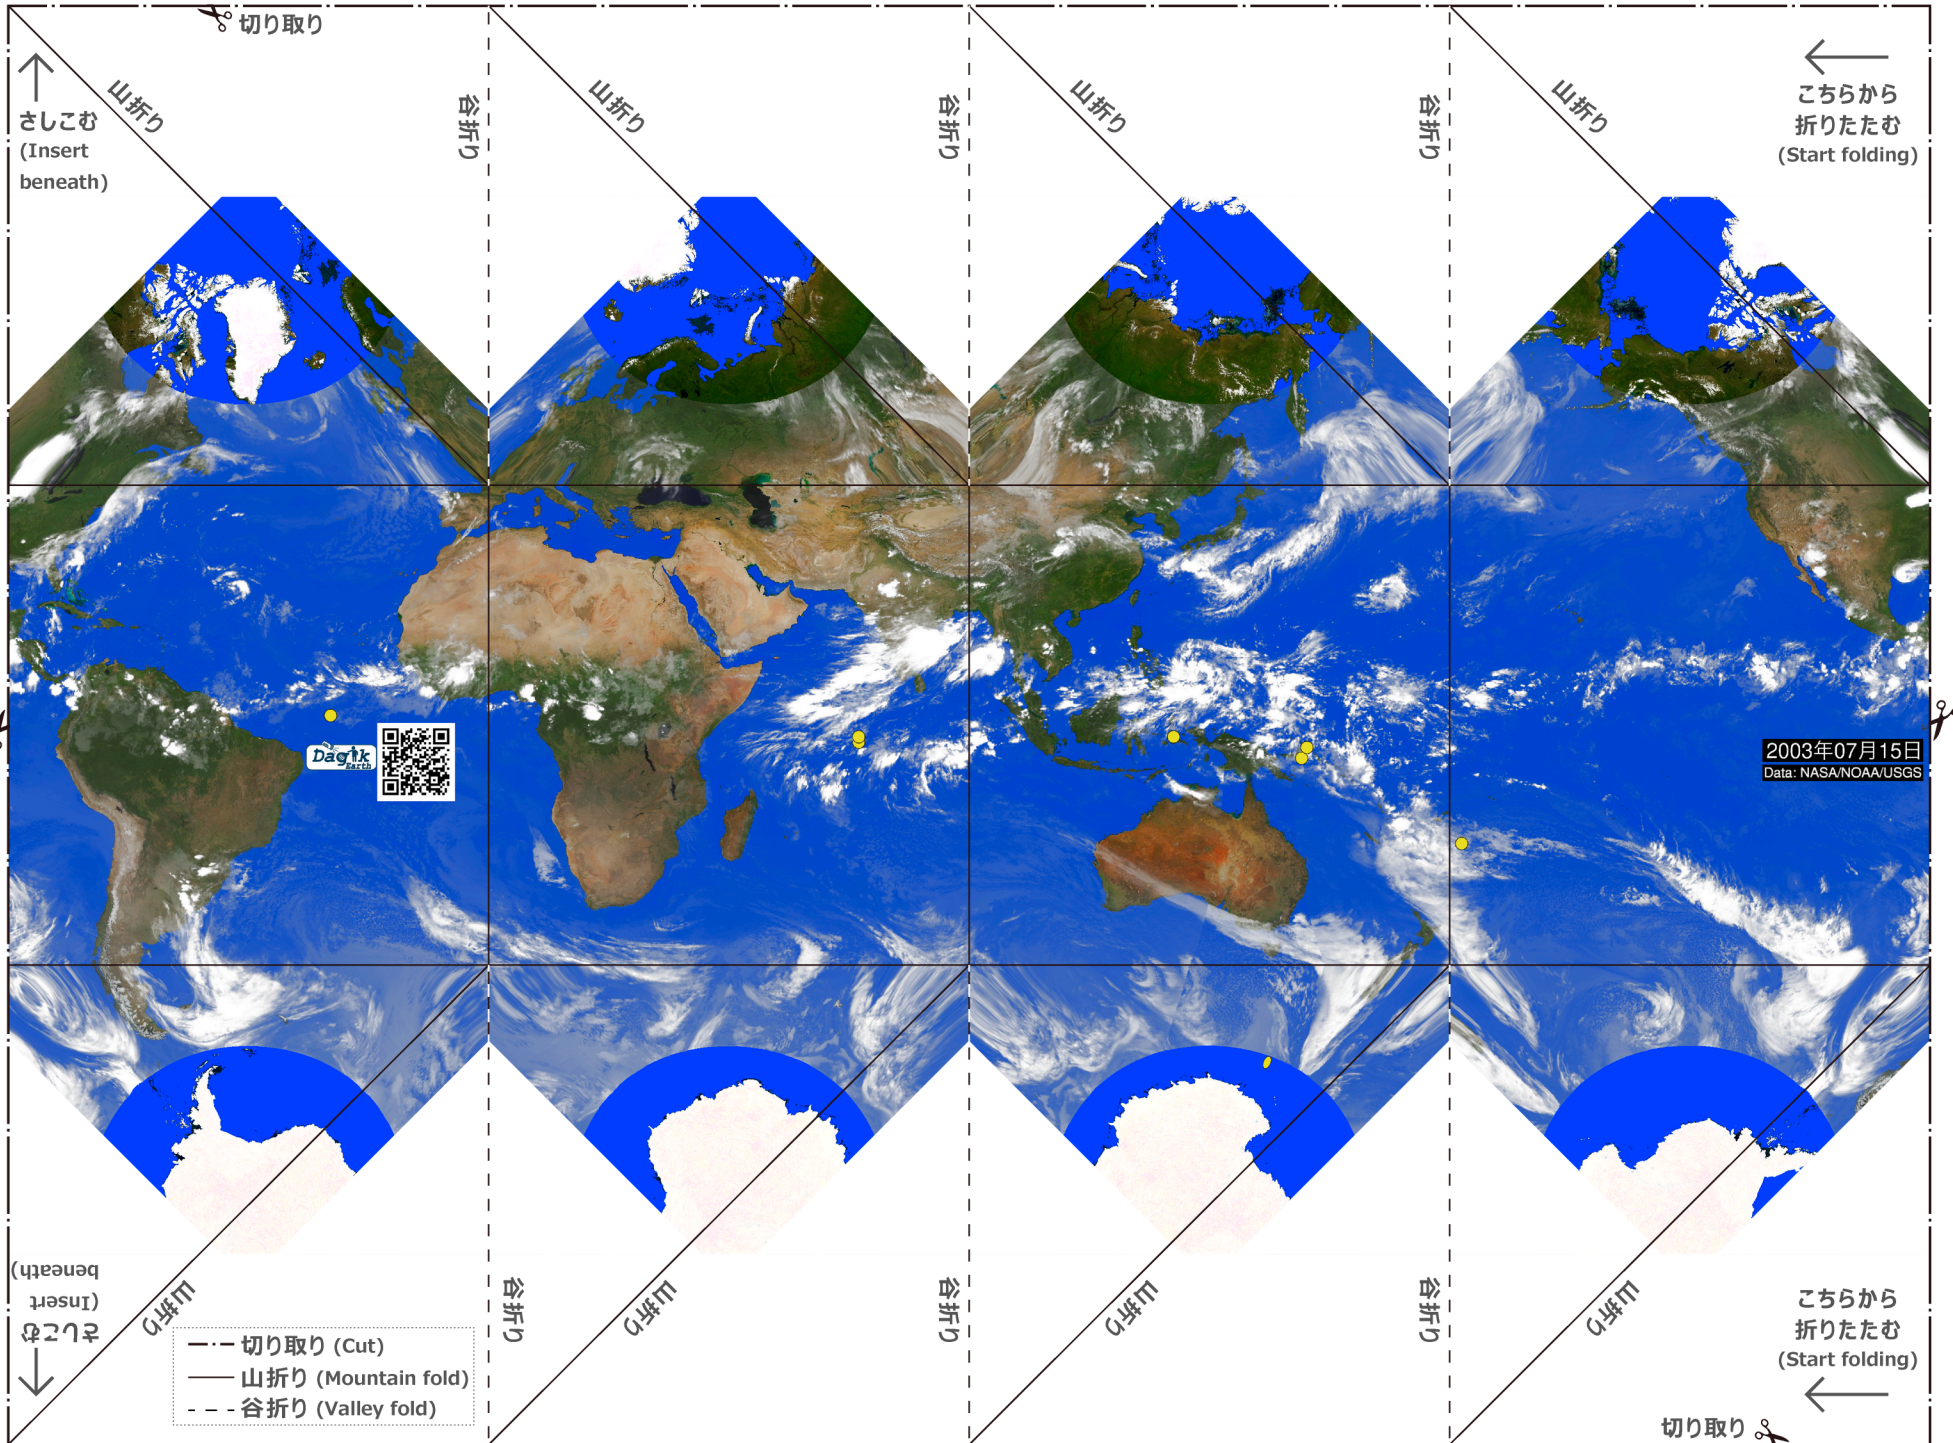 切り取り
さしこむ
(Insert
beneath)
山折り
谷折り
山折り
谷折り
山折り
谷折り
山折り
こちらから
折りたたむ
(Start folding)
Dagik
Earth
2003年07月15日
Data: NASA/NOAA/USGS
さしこむ
(Insert
beneath)
山折り
谷折り
山折り
谷折り
山折り
谷折り
山折り
こちらから
折りたたむ
(Start folding)
切り取り (Cut)
山折り (Mountain fold)
谷折り (Valley fold)
切り取り